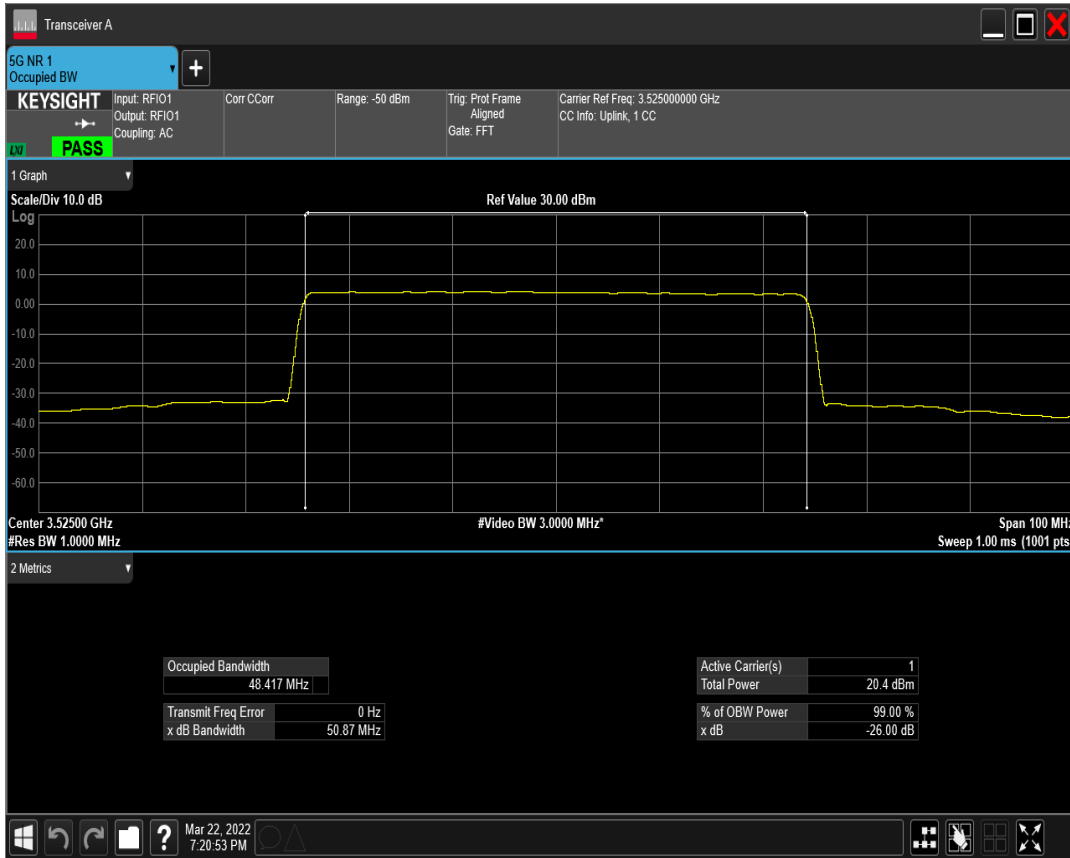 Transceiver A
5G NR 1
Occupied BW
+
KEYSIGHT
Input: RFIO1
Output: RFIO1
Coupling: AC
LXI
PASS
Corr CCorr
Range: -50 dBm
Trig: Prot Frame
Aligned
Gate: FFT
Carrier Ref Freq: 3.525000000 GHz
CC Info: Uplink, 1 CC
1 Graph
Scale/Div 10.0 dB
Ref Value 30.00 dBm
Log
20.0
10.0
0.00
-10.0
-20.0
-30.0
-40.0
-50.0
-60.0
Center 3.52500 GHz
#Video BW 3.0000 MHz*
Span 100 MHz
#Res BW 1.0000 MHz
Sweep 1.00 ms (1001 pts
2 Metrics
Occupied Bandwidth
48.417 MHz
Transmit Freq Error 0 Hz
x dB Bandwidth 50.87 MHz
Active Carrier(s) 1
Total Power 20.4 dBm
% of OBW Power 99.00 %
x dB -26.00 dB
?
Mar 22, 2022
7:20:53 PM